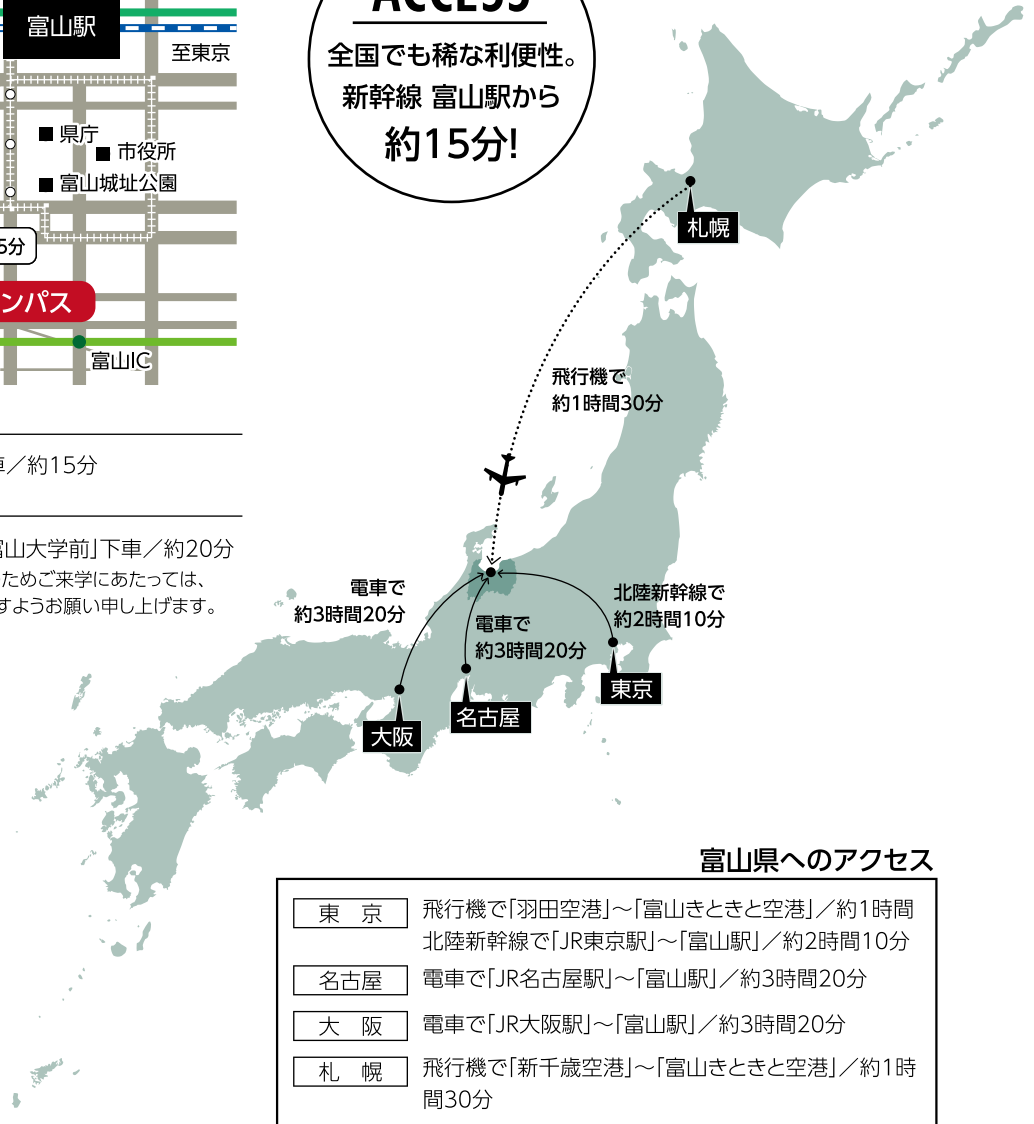 富山駅
至東京
県庁
市役所
富山城址公園
5分
ンパス
富山IC
／約15分
山大学前」下車／約20分
ためご来学にあたっては、
すようお願い申し上げます。
ACCESS
全国でも稀な利便性。
新幹線 富山駅から
約15分!
札幌
飛行機で
約1時間30分
電車で
約3時間20分
電車で
約3時間20分
北陸新幹線で
約2時間10分
東京
名古屋
大阪
富山県へのアクセス
東 京 飛行機で「羽田空港」～「富山きときと空港」／約1時間
北陸新幹線で「JR東京駅」～「富山駅」／約2時間10分
名古屋 電車で「JR名古屋駅」～「富山駅」／約3時間20分
大 阪 電車で「JR大阪駅」～「富山駅」／約3時間20分
札 幌 飛行機で「新千歳空港」～「富山きときと空港」／約1時
間30分